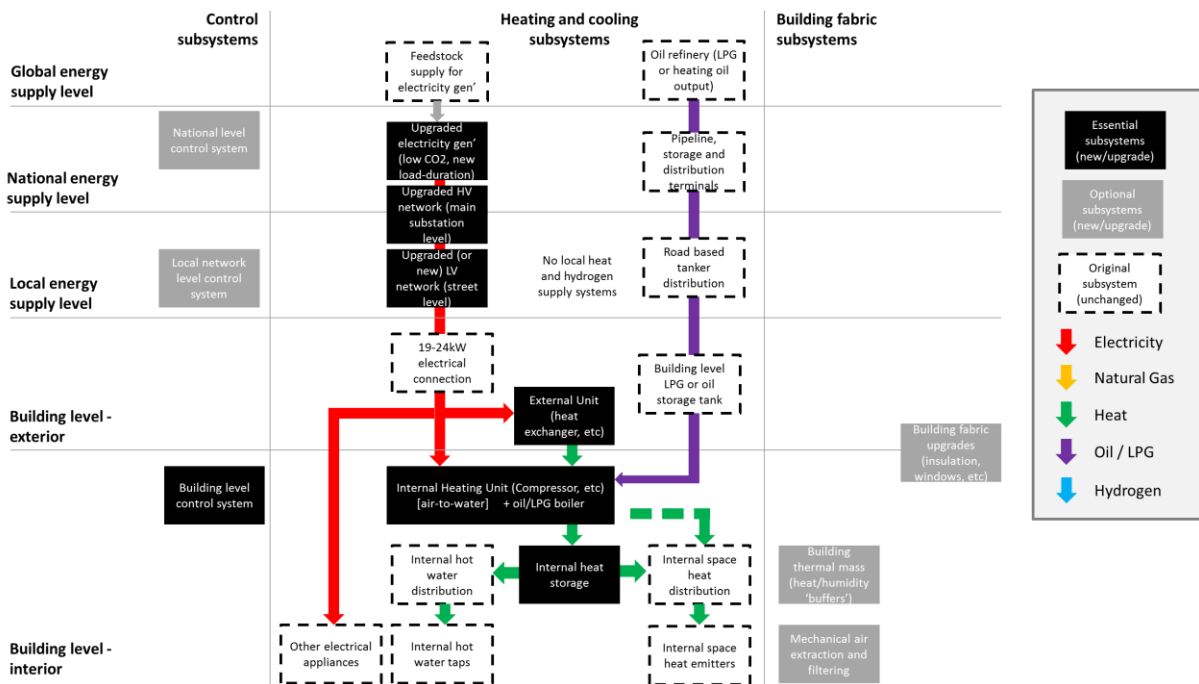 Control
subsystems
Heating and cooling
subsystems
Building fabric
subsystems
Global energy
supply level
Feedstock
supply for
electricity gen’
Oil refinery (LPG
or heating oil
output)
National level
control system
Upgraded
electricity gen’
(low CO2, new
load-duration)
Pipeline,
storage and
distribution
terminals
National energy
supply level
Upgraded HV
network (main
substation
level)
Local network
level control
system
Upgraded (or
new) LV
network (street
level)
No local heat
and hydrogen
supply systems
Road based
tanker
distribution
Local energy
supply level
19-24kW
electrical
connection
Building level
LPG or oil
storage tank
Building level -
exterior
External Unit
(heat
exchanger, etc)
Building fabric
upgrades
(insulation,
windows, etc)
Building level
control system
Internal Heating Unit (Compressor, etc)
[air-to-water] + oil/LPG boiler
Internal hot
water
distribution
Internal heat
storage
Internal space
heat
distribution
Building
thermal mass
(heat/humidity
‘buffers’)
Building level -
interior
Other electrical
appliances
Internal hot
water taps
Internal space
heat emitters
Mechanical air
extraction and
filtering
Essential
subsystems
(new/upgrade)
Optional
subsystems
(new/upgrade)
Original
subsystem
(unchanged)
Electricity
Natural Gas
Heat
Oil / LPG
Hydrogen